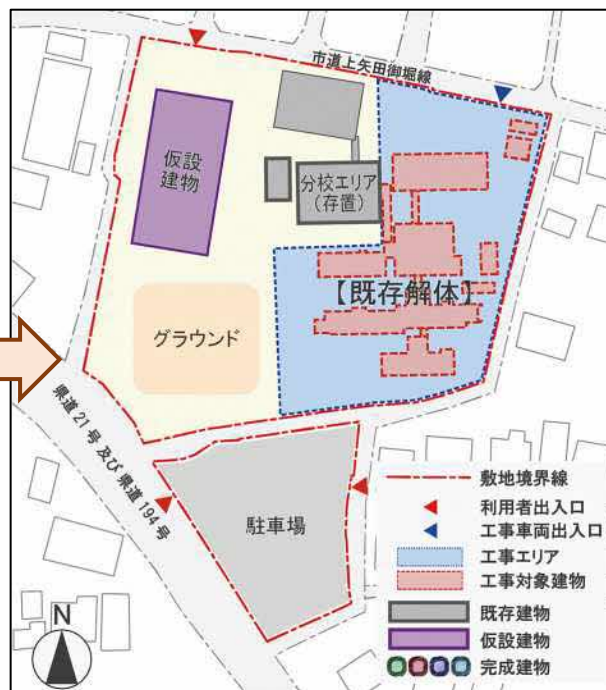 市道上矢田御堀線
仮設
建物
分校エリア
(存置)
【既存解体】
グラウンド
県道21号 及び 県道194号
駐車場
N
敷地境界線
利用者出入口
工事車両出入口
工事エリア
工事対象建物
既存建物
仮設建物
完成建物